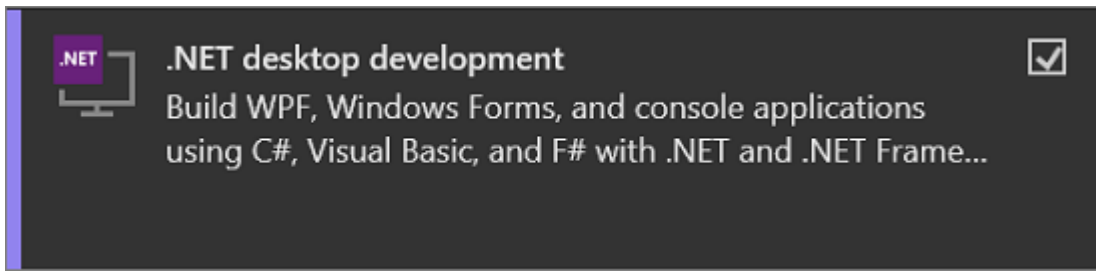 .NET
.NET desktop development
Build WPF, Windows Forms, and console applications
using C#, Visual Basic, and F# with .NET and .NET Frame...